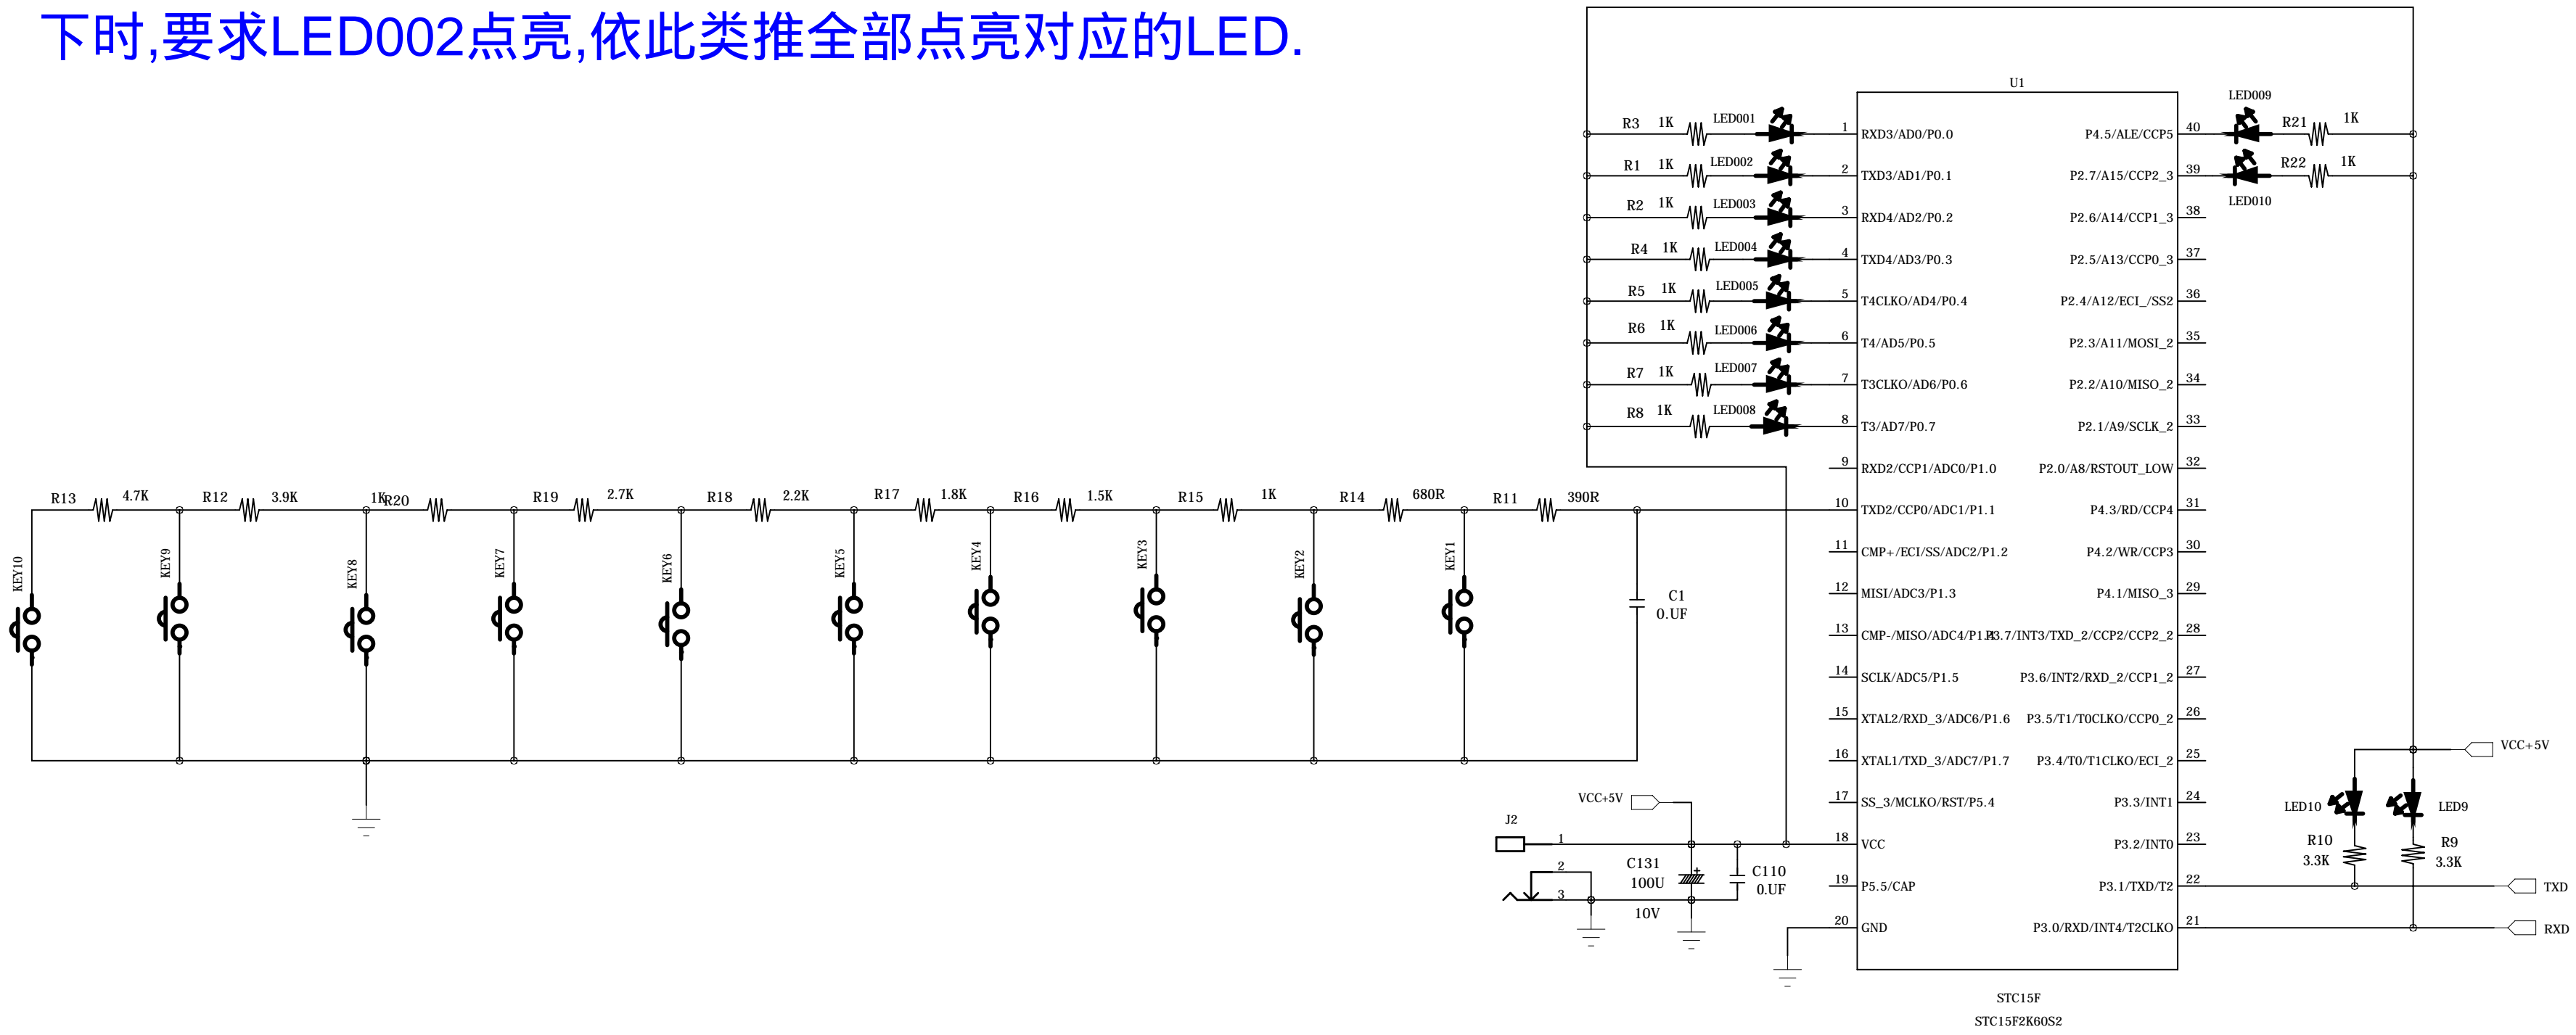 下时,要求LED002点亮,依此类推全部点亮对应的LED.
U1
R3 1K LED001
R1 1K LED002
R2 1K LED003
R4 1K LED004
R5 1K LED005
R6 1K LED006
R7 1K LED007
R8 1K LED008
1 RXD3/AD0/P0.0
2 TXD3/AD1/P0.1
3 RXD4/AD2/P0.2
4 TXD4/AD3/P0.3
5 T4CLKO/AD4/P0.4
6 T4/AD5/P0.5
7 T3CLKO/AD6/P0.6
8 T3/AD7/P0.7
9 RXD2/CCP1/ADC0/P1.0
10 TXD2/CCP0/ADC1/P1.1
11 CMP+/ECI/SS/ADC2/P1.2
12 MISI/ADC3/P1.3
13 CMP-/MISO/ADC4/P1.4
14 SCLK/ADC5/P1.5
15 XTAL2/RXD_3/ADC6/P1.6
16 XTAL1/TXD_3/ADC7/P1.7
17 SS_3/MCLKO/RST/P5.4
18 VCC
19 P5.5/CAP
20 GND
P4.5/ALE/CCP5 40
P2.7/A15/CCP2_3 39
P2.6/A14/CCP1_3 38
P2.5/A13/CCP0_3 37
P2.4/A12/ECI_/SS2 36
P2.3/A11/MOSI_2 35
P2.2/A10/MISO_2 34
P2.1/A9/SCLK_2 33
P2.0/A8/RSTOUT_LOW 32
P4.3/RD/CCP4 31
P4.2/WR/CCP3 30
P4.1/MISO_3 29
P3.7/INT3/TXD_2/CCP2/CCP2_2 28
P3.6/INT2/RXD_2/CCP1_2 27
P3.5/T1/T0CLKO/CCP0_2 26
P3.4/T0/T1CLKO/ECI_2 25
P3.3/INT1 24
P3.2/INT0 23
P3.1/TXD/T2 22
P3.0/RXD/INT4/T2CLKO 21
LED009
R21 1K
R22 1K
LED010
R13 4.7K R12 3.9K 1K R20 R19 2.7K R18 2.2K R17 1.8K R16 1.5K R15 1K R14 680R R11 390R
KEY10 KEY9 KEY8 KEY7 KEY6 KEY5 KEY4 KEY3 KEY2 KEY1
C1
0.UF
VCC+5V
J2
1
2
3
C131
100U
+
10V
C110
0.UF
VCC+5V
LED10 LED9
R10 R9
3.3K 3.3K
TXD
RXD
STC15F
STC15F2K60S2